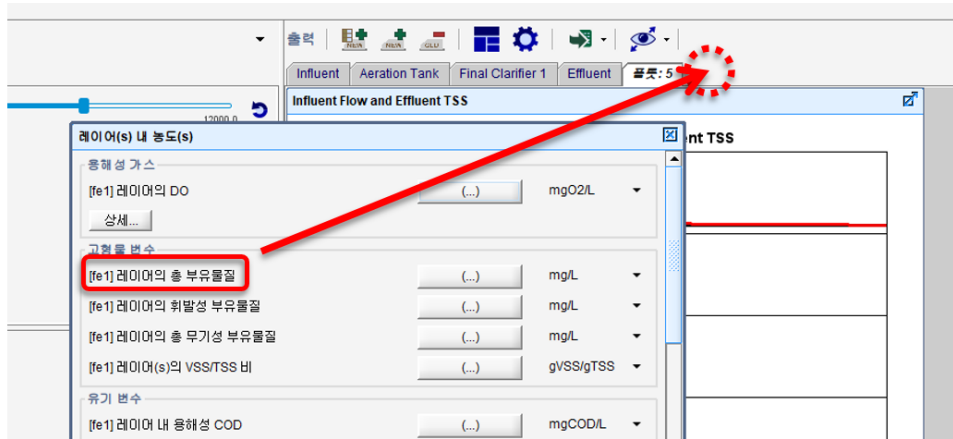 출력
NEW
NEW
GLD
Influent
Aeration Tank
Final Clarifier 1
Effluent
플롯: 5
Influent Flow and Effluent TSS
12000.0
레이어(s) 내 농도(s)
ent TSS
용해성 가스
[fe1] 레이어의 DO (...) mgO2/L
상세...
고형물 변수
[fe1] 레이어의 총 부유물질 (...) mg/L
[fe1] 레이어의 휘발성 부유물질 (...) mg/L
[fe1] 레이어의 총 무기성 부유물질 (...) mg/L
[fe1] 레이어(s)의 VSS/TSS 비 (...) gVSS/gTSS
유기 변수
[fe1] 레이어 내 용해성 COD (...) mgCOD/L